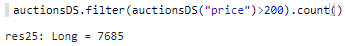 auctionsDS.filter(auctionsDS("price")>200).count()
res25: Long = 7685